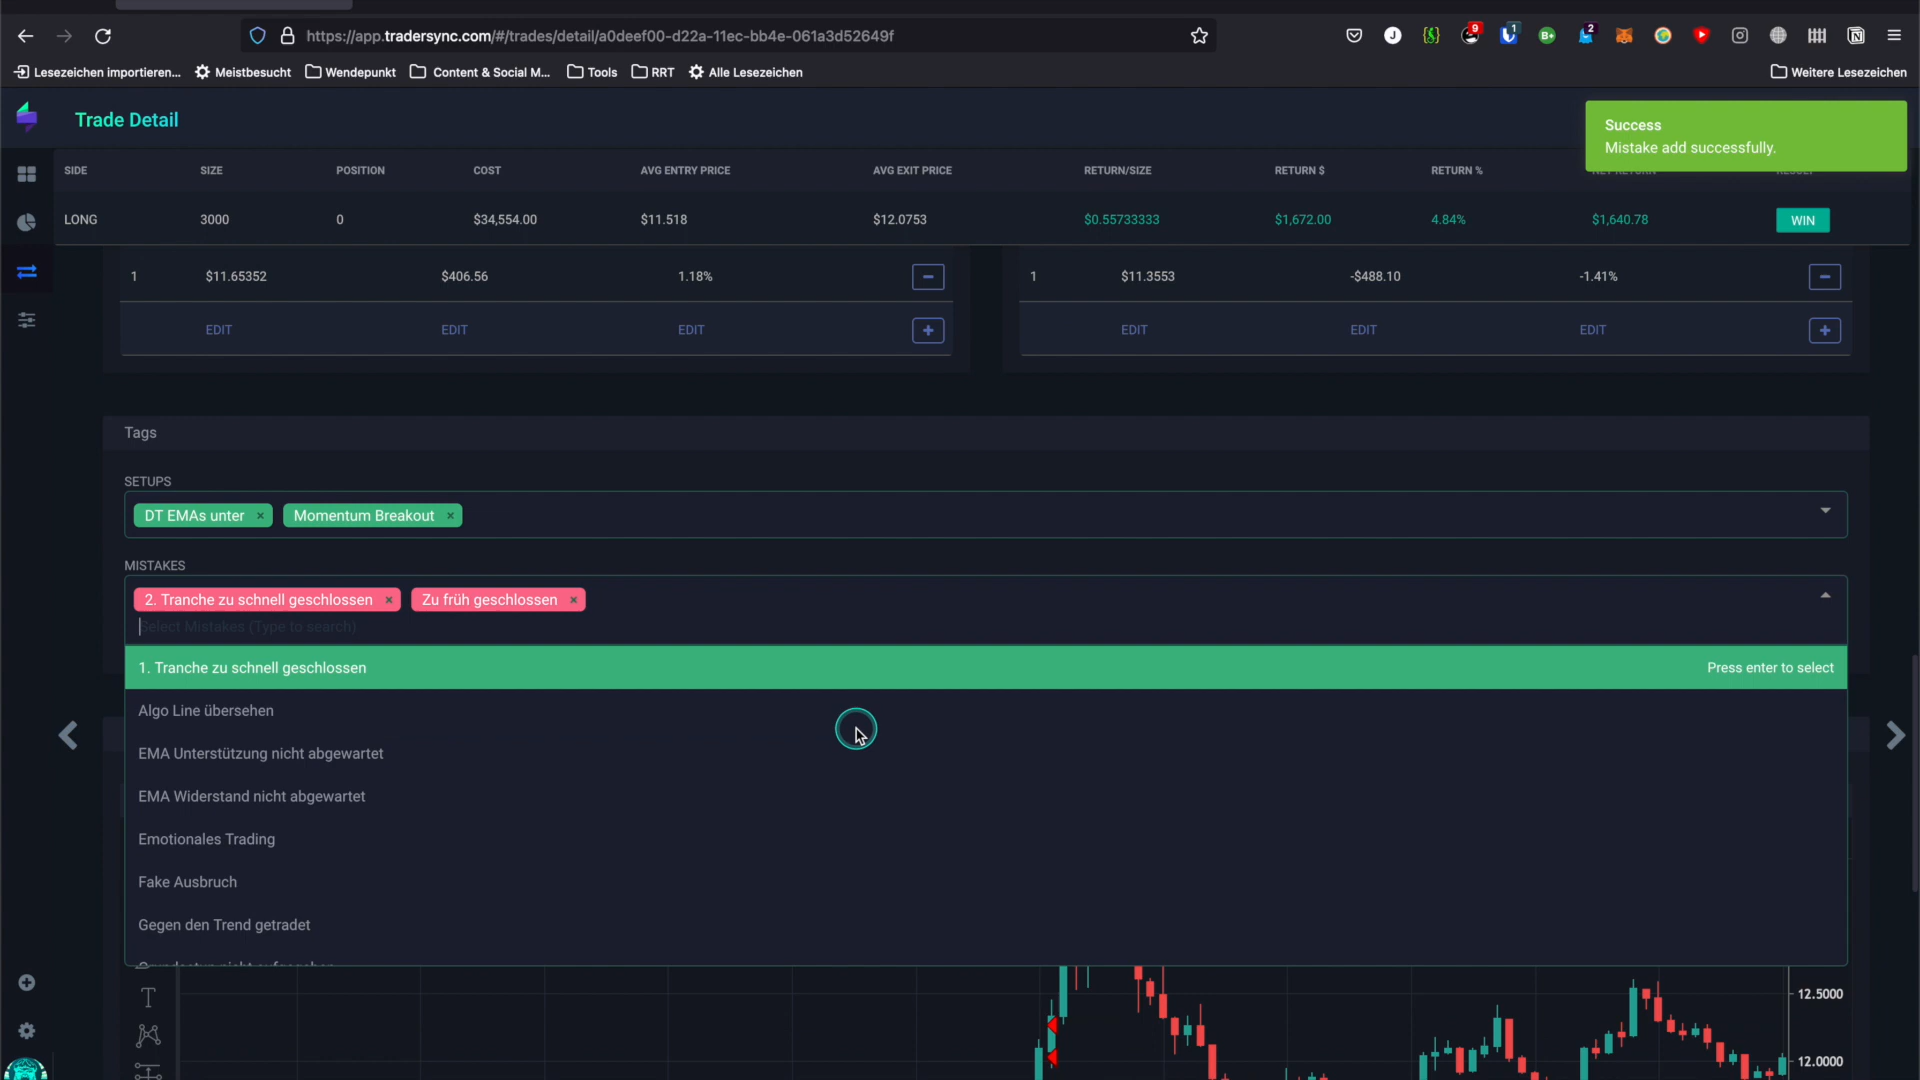 https://app.tradersync.com/#/trades/detail/a0deef00-d22a-11ec-bb4e-061a3d52649f
J
9
1
B+
2
N
Lesezeichen importieren...
Meistbesucht
Wendepunkt
Content & Social M...
Tools
RRT
Alle Lesezeichen
Weitere Lesezeichen
Trade Detail
Success
Mistake add successfully.
SIDE SIZE POSITION COST AVG ENTRY PRICE AVG EXIT PRICE RETURN/SIZE RETURN $ RETURN % NET RETURN RESULT
LONG 3000 0 $34,554.00 $11.518 $12.0753 $0.55733333 $1,672.00 4.84% $1,640.78 WIN
1 $11.65352 $406.56 1.18% − 1 $11.3553 -$488.10 -1.41% −
EDIT EDIT EDIT + EDIT EDIT EDIT +
Tags
SETUPS
DT EMAs unter × Momentum Breakout ×
MISTAKES
2. Tranche zu schnell geschlossen × Zu früh geschlossen ×
Select Mistakes (Type to search)
1. Tranche zu schnell geschlossen Press enter to select
Algo Line übersehen
EMA Unterstützung nicht abgewartet
EMA Widerstand nicht abgewartet
Emotionales Trading
Fake Ausbruch
Gegen den Trend getradet
T
12.5000
12.0000